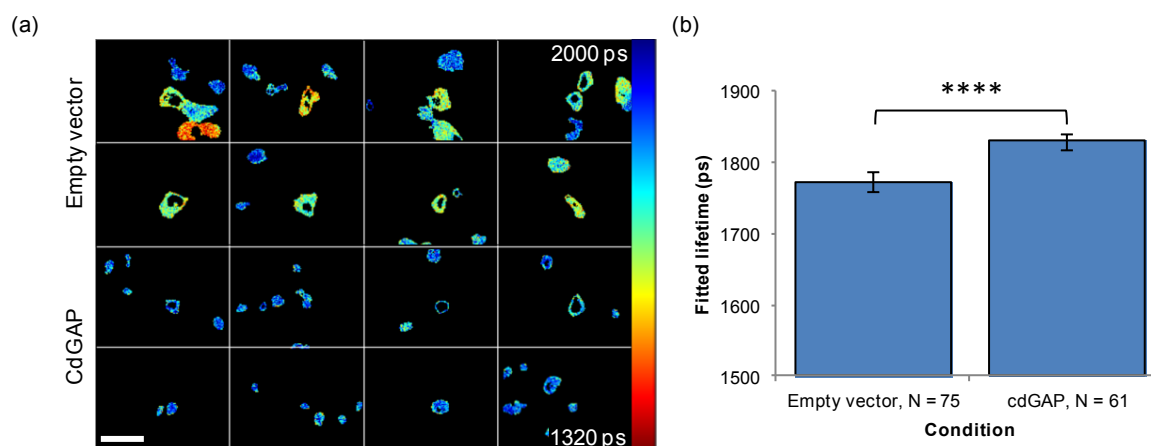 (a)
2000 ps
Empty vector
CdGAP
1320 ps
(b)
****
Fitted lifetime (ps)
1900
1800
1700
1600
1500
Empty vector, N = 75
cdGAP, N = 61
Condition